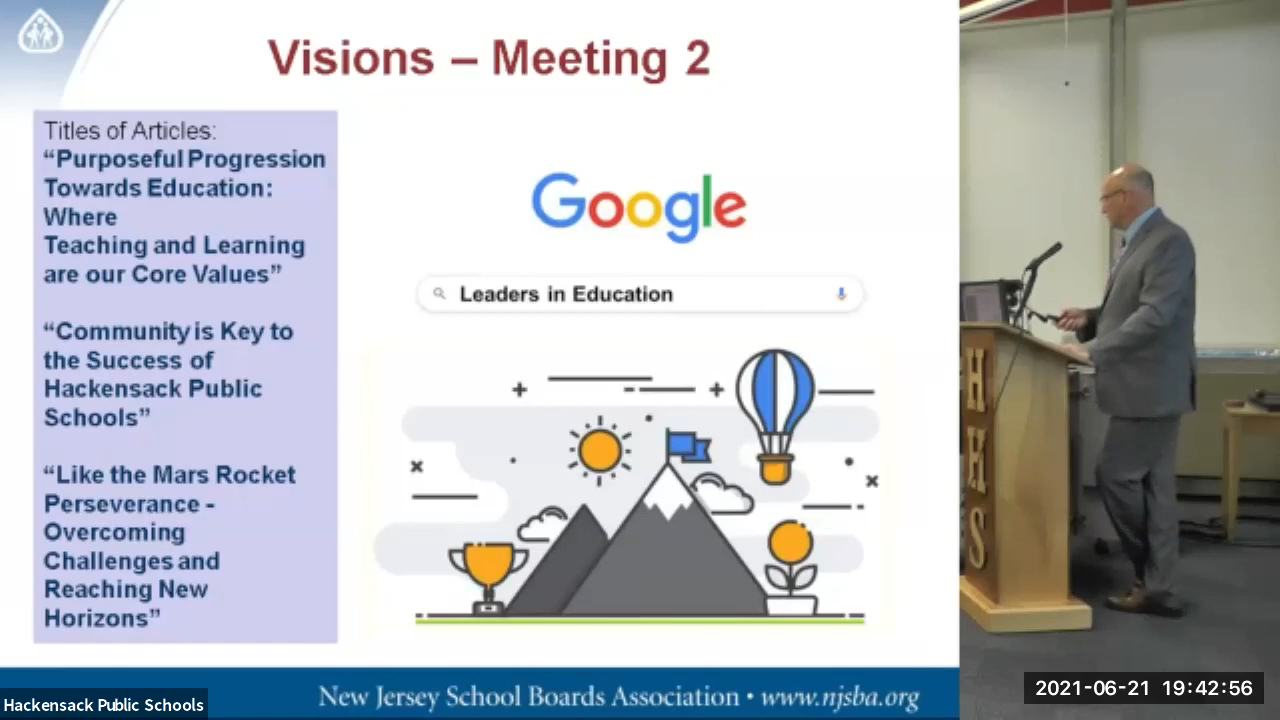 Visions – Meeting 2
Titles of Articles:
“Purposeful Progression
Towards Education:
Where
Teaching and Learning
are our Core Values”
“Community is Key to
the Success of
Hackensack Public
Schools”
“Like the Mars Rocket
Perseverance -
Overcoming
Challenges and
Reaching New
Horizons”
Google
Leaders in Education
New Jersey School Boards Association • www.njsba.org
Hackensack Public Schools
H
K
S
2021-06-21 19:42:56